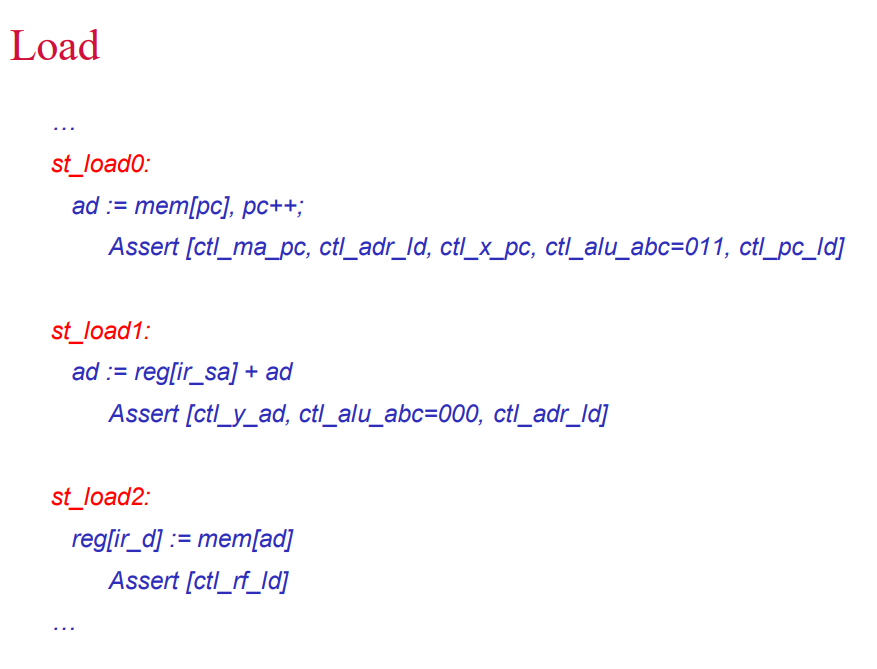 Load
…
st_load0:
ad := mem[pc], pc++;
Assert [ctl_ma_pc, ctl_adr_ld, ctl_x_pc, ctl_alu_abc=011, ctl_pc_ld]
st_load1:
ad := reg[ir_sa] + ad
Assert [ctl_y_ad, ctl_alu_abc=000, ctl_adr_ld]
st_load2:
reg[ir_d] := mem[ad]
Assert [ctl_rf_ld]
…